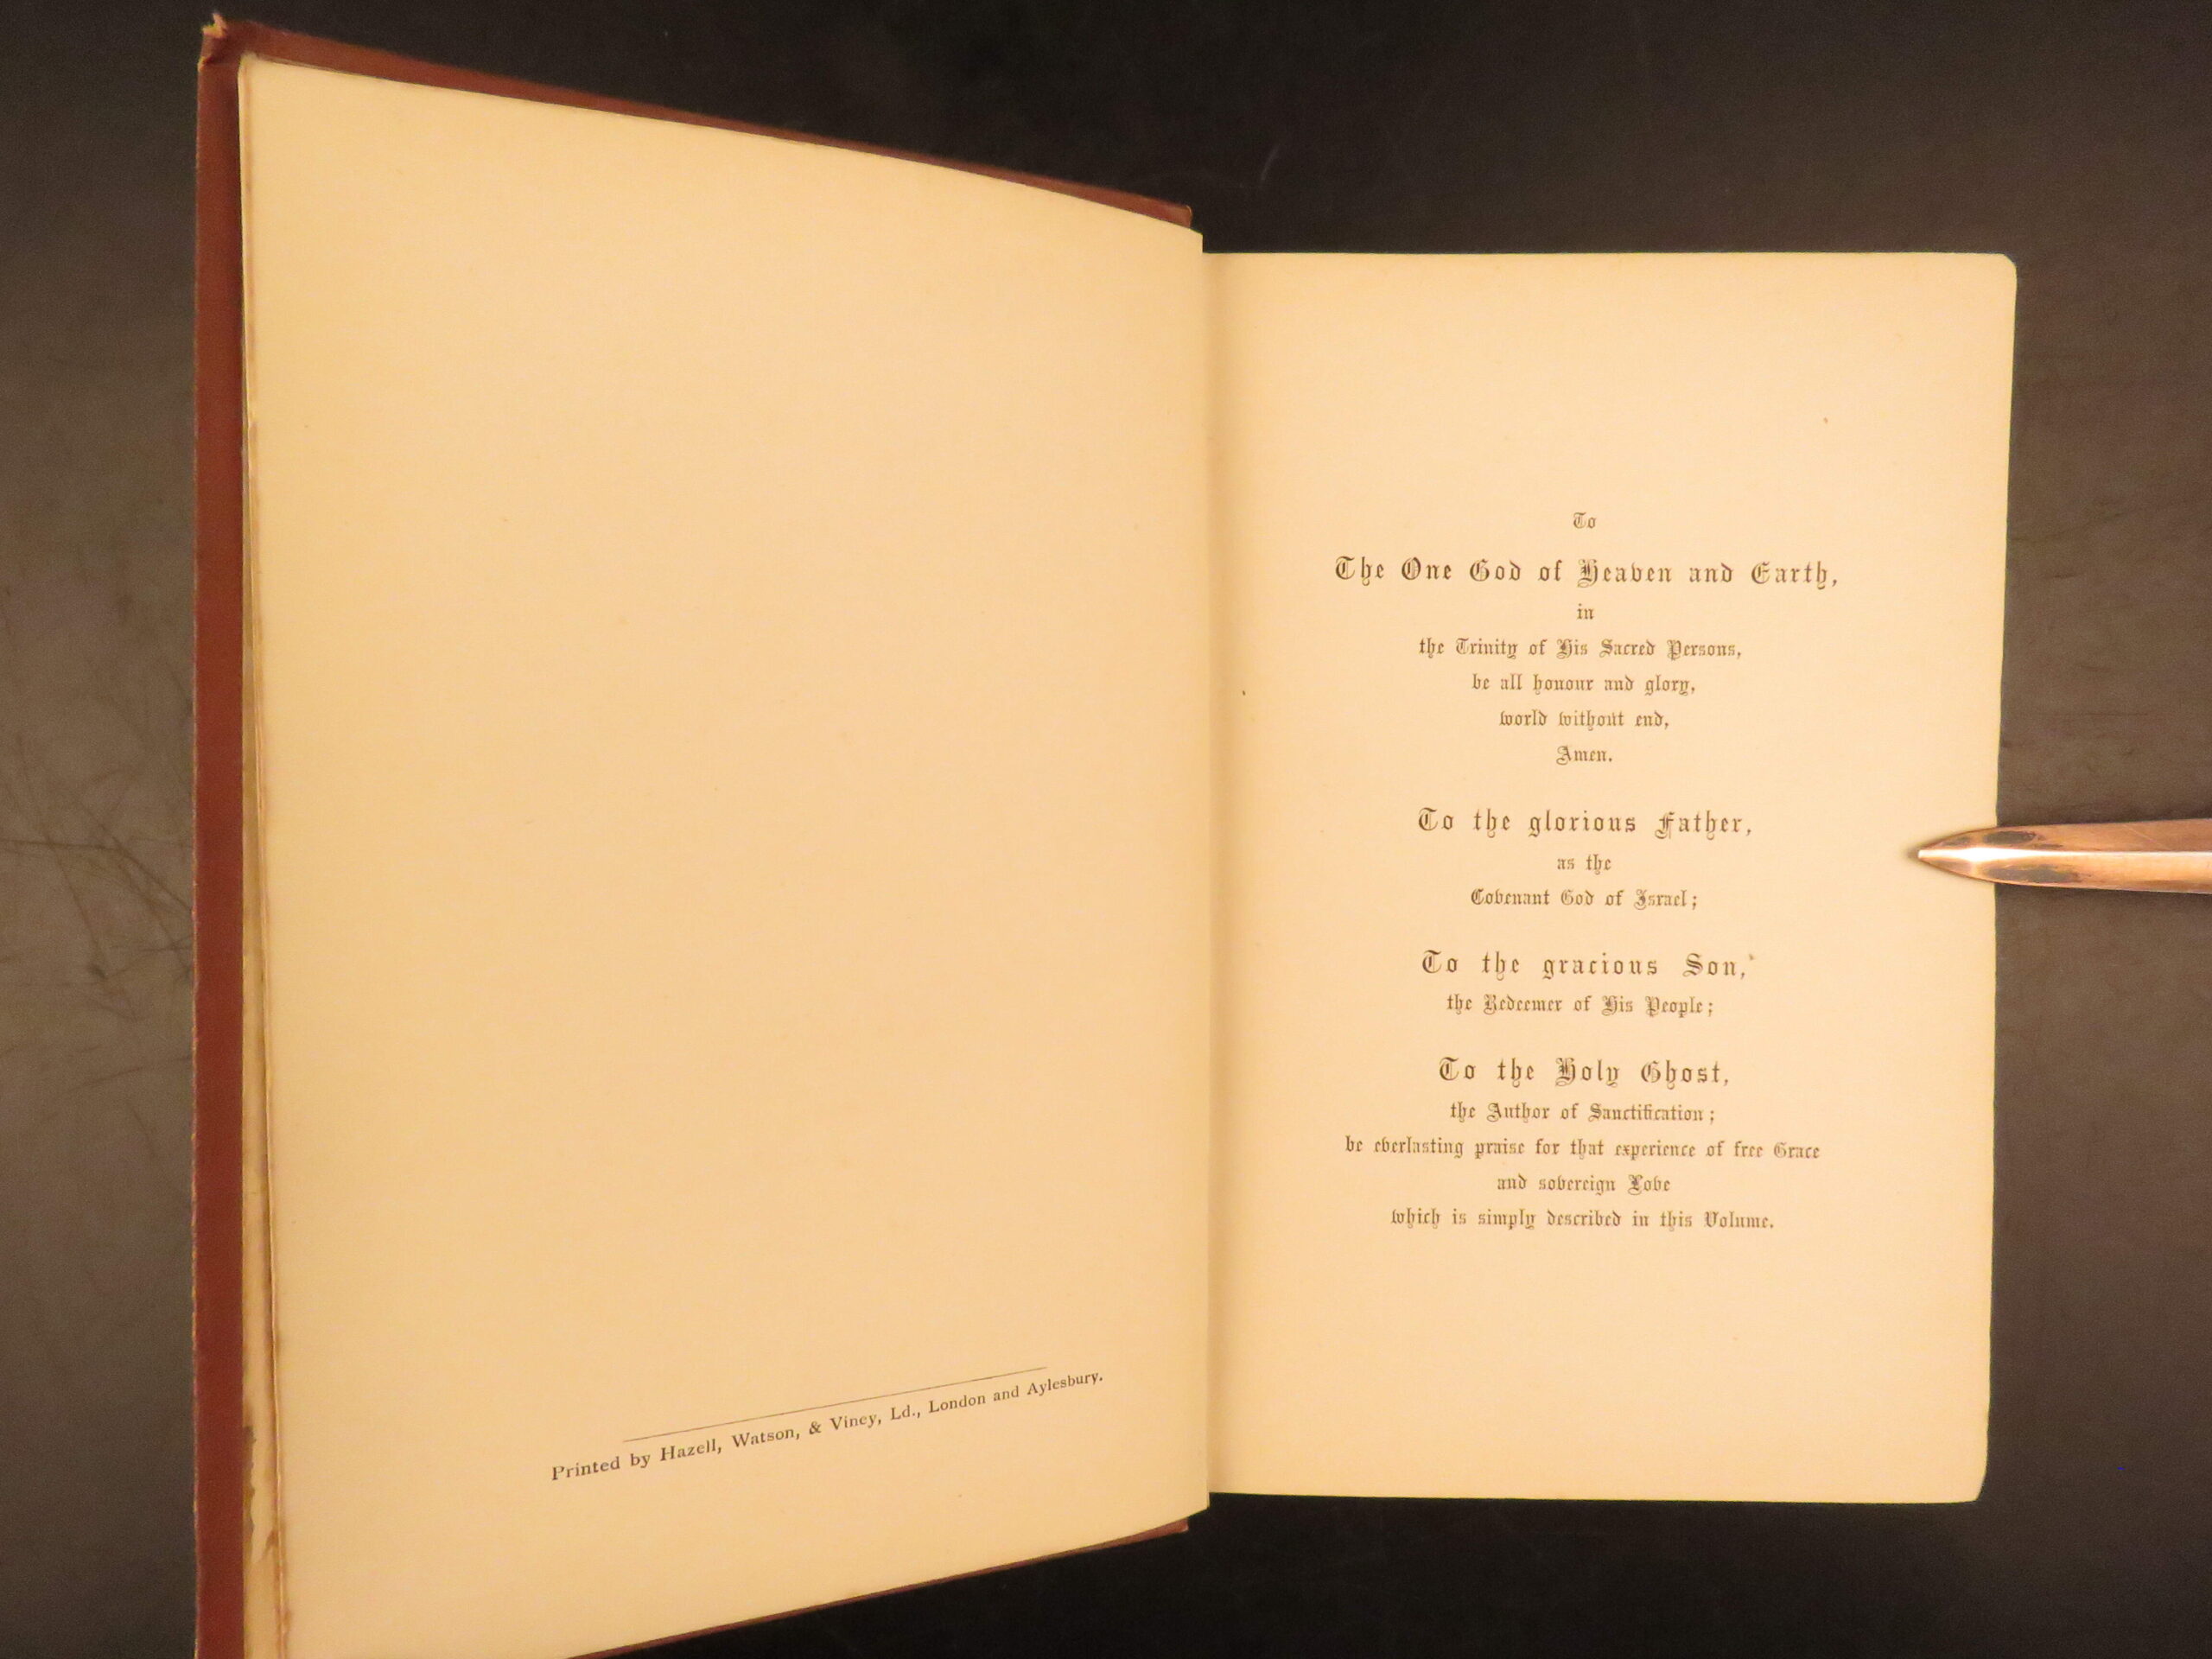 Printed by Hazell, Watson, & Viney, Ld., London and Aylesbury.
To
The One God of Heaven and Earth,
in
the Trinity of His Sacred Persons,
be all honour and glory,
world without end,
Amen.
To the glorious Father,
as the
Covenant God of Israel;
To the gracious Son,
the Redeemer of His People;
To the Holy Ghost,
the Author of Sanctification;
be everlasting praise for that experience of free Grace
and sovereign Love
which is simply described in this Volume.